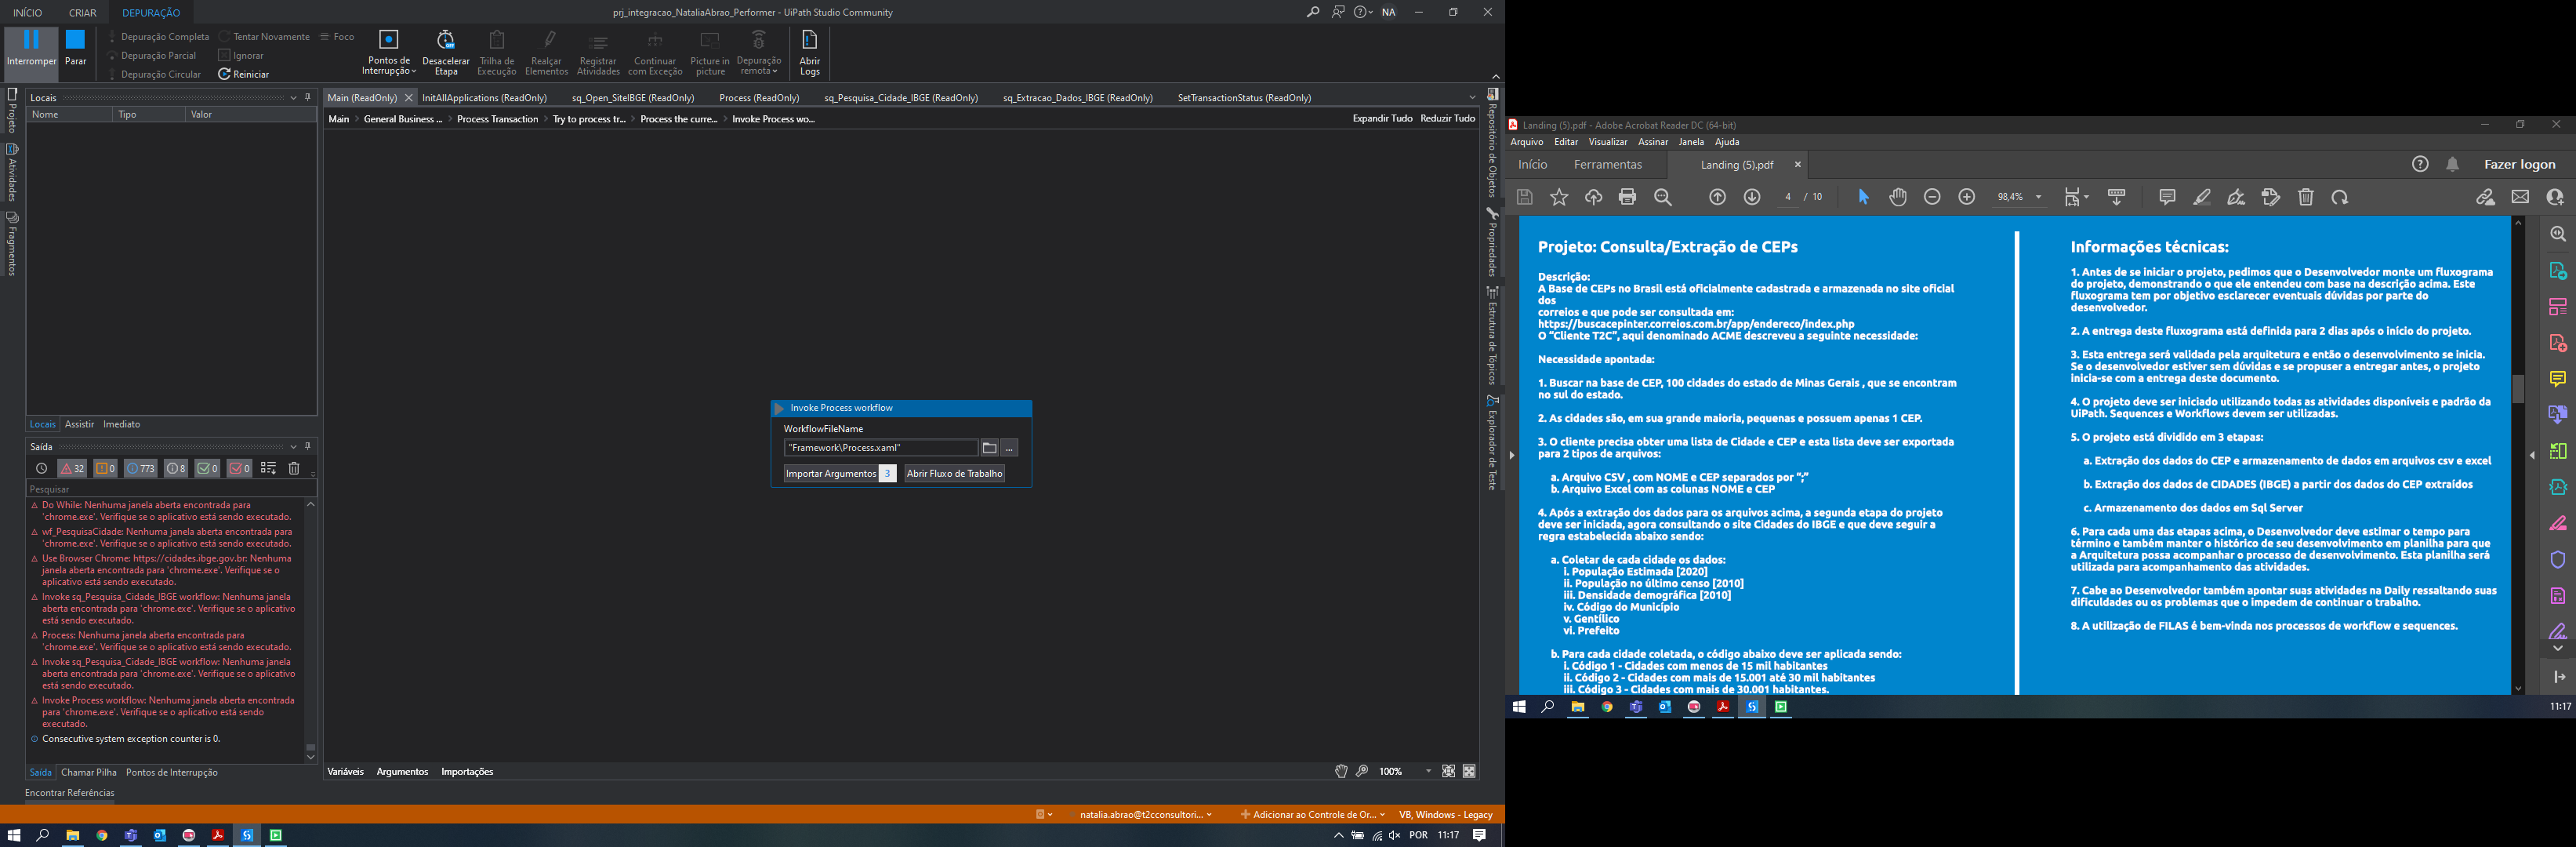 INÍCIO CRIAR DEPURAÇÃO
prj_integracao_NataliaAbrao_Performer - UiPath Studio Community
NA
Interromper
Parar
Depuração Completa
Depuração Parcial
Depuração Circular
Tentar Novamente
Ignorar
Reiniciar
Foco
Pontos de
Interrupção
Desacelerar
Etapa
Trilha de
Execução
Realçar
Elementos
Registrar
Atividades
Continuar
com Exceção
Picture in
picture
Depuração
remota
Abrir
Logs
Projeto
Atividades
Fragmentos
Locais
Nome Tipo Valor
Locais Assistir Imediato
Saída
32 0 773 8 0 0
Pesquisar
Do While: Nenhuma janela aberta encontrada para
'chrome.exe'. Verifique se o aplicativo está sendo executado.
wf_PesquisaCidade: Nenhuma janela aberta encontrada para
'chrome.exe'. Verifique se o aplicativo está sendo executado.
Use Browser Chrome: https://cidades.ibge.gov.br: Nenhuma
janela aberta encontrada para 'chrome.exe'. Verifique se o
aplicativo está sendo executado.
Invoke sq_Pesquisa_Cidade_IBGE workflow: Nenhuma janela
aberta encontrada para 'chrome.exe'. Verifique se o aplicativo
está sendo executado.
Process: Nenhuma janela aberta encontrada para
'chrome.exe'. Verifique se o aplicativo está sendo executado.
Invoke sq_Pesquisa_Cidade_IBGE workflow: Nenhuma janela
aberta encontrada para 'chrome.exe'. Verifique se o aplicativo
está sendo executado.
Invoke Process workflow: Nenhuma janela aberta encontrada
para 'chrome.exe'. Verifique se o aplicativo está sendo
executado.
Consecutive system exception counter is 0.
Saída Chamar Pilha Pontos de Interrupção
Encontrar Referências
Main (ReadOnly) InitAllApplications (ReadOnly) sq_Open_SiteIBGE (ReadOnly) Process (ReadOnly) sq_Pesquisa_Cidade_IBGE (ReadOnly) sq_Extracao_Dados_IBGE (ReadOnly) SetTransactionStatus (ReadOnly)
Main > General Business ... > Process Transaction > Try to process tr... > Process the curre... > Invoke Process wo...
Expandir Tudo Reduzir Tudo
Invoke Process workflow
WorkflowFileName
"Framework\Process.xaml"
...
Importar Argumentos 3 Abrir Fluxo de Trabalho
Variáveis Argumentos Importações
100%
Repositório de Objetos
Propriedades
Estrutura de Tópicos
Explorador de Teste
natalia.abrao@t2cconsultori...
Adicionar ao Controle de Or...
VB, Windows - Legacy
POR 11:17
Landing (5).pdf - Adobe Acrobat Reader DC (64-bit)
Arquivo Editar Visualizar Assinar Janela Ajuda
Início Ferramentas Landing (5).pdf
Fazer logon
4 / 10
98,4%
Projeto: Consulta/Extração de CEPs
Descrição:
A Base de CEPs no Brasil está oficialmente cadastrada e armazenada no site oficial
dos
correios e que pode ser consultada em:
https://buscacepinter.correios.com.br/app/endereco/index.php
O "Cliente T2C", aqui denominado ACME descreveu a seguinte necessidade:
Necessidade apontada:
1. Buscar na base de CEP, 100 cidades do estado de Minas Gerais , que se encontram
no sul do estado.
2. As cidades são, em sua grande maioria, pequenas e possuem apenas 1 CEP.
3. O cliente precisa obter uma lista de Cidade e CEP e esta lista deve ser exportada
para 2 tipos de arquivos:
a. Arquivo CSV , com NOME e CEP separados por ";"
b. Arquivo Excel com as colunas NOME e CEP
4. Após a extração dos dados para os arquivos acima, a segunda etapa do projeto
deve ser iniciada, agora consultando o site Cidades do IBGE e que deve seguir a
regra estabelecida abaixo sendo:
a. Coletar de cada cidade os dados:
i. População Estimada [2020]
ii. População no último censo [2010]
iii. Densidade demográfica [2010]
iv. Código do Município
v. Gentílico
vi. Prefeito
b. Para cada cidade coletada, o código abaixo deve ser aplicada sendo:
i. Código 1 - Cidades com menos de 15 mil habitantes
ii. Código 2 - Cidades com mais de 15.001 até 30 mil habitantes
iii. Código 3 - Cidades com mais de 30.001 habitantes.
Informações técnicas:
1. Antes de se iniciar o projeto, pedimos que o Desenvolvedor monte um fluxograma
do projeto, demonstrando o que ele entendeu com base na descrição acima. Este
fluxograma tem por objetivo esclarecer eventuais dúvidas por parte do
desenvolvedor.
2. A entrega deste fluxograma está definida para 2 dias após o início do projeto.
3. Esta entrega será validada pela arquitetura e então o desenvolvimento se inicia.
Se o desenvolvedor estiver sem dúvidas e se propuser a entregar antes, o projeto
inicia-se com a entrega deste documento.
4. O projeto deve ser iniciado utilizando todas as atividades disponíveis e padrão da
UiPath. Sequences e Workflows devem ser utilizadas.
5. O projeto está dividido em 3 etapas:
a. Extração dos dados do CEP e armazenamento de dados em arquivos csv e excel
b. Extração dos dados de CIDADES (IBGE) a partir dos dados do CEP extraídos
c. Armazenamento dos dados em Sql Server
6. Para cada uma das etapas acima, o Desenvolvedor deve estimar o tempo para
término e também manter o histórico de seu desenvolvimento em planilha para que
a Arquitetura possa acompanhar o processo de desenvolvimento. Esta planilha será
utilizada para acompanhamento das atividades.
7. Cabe ao Desenvolvedor também apontar suas atividades na Daily ressaltando suas
dificuldades ou os problemas que o impedem de continuar o trabalho.
8. A utilização de FILAS é bem-vinda nos processos de workflow e sequences.
11:17